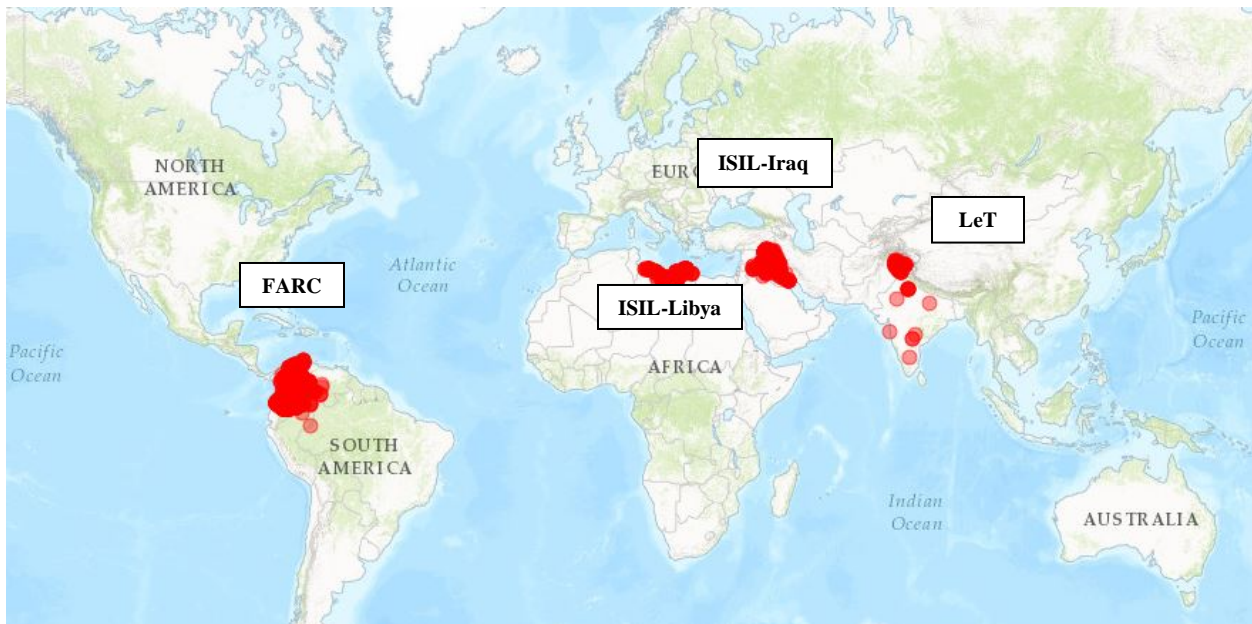 NORTH
AMERICA
FARC
Atlantic
Ocean
Pacific
Ocean
SOUTH
AMERICA
EURO
ISIL-Iraq
ISIL-Libya
AFRICA
LeT
Pacific
Ocean
Indian
Ocean
AUSTRALIA